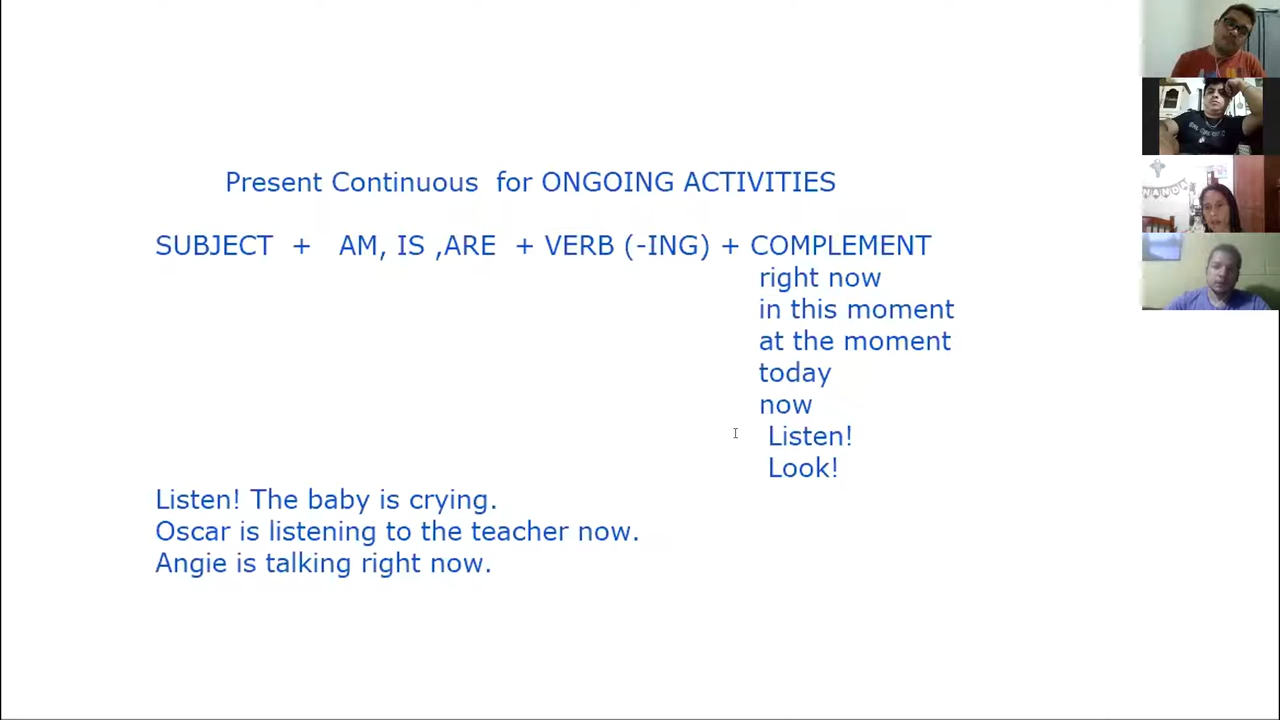 Present Continuous for ONGOING ACTIVITIES
SUBJECT + AM, IS ,ARE + VERB (-ING) + COMPLEMENT
right now
in this moment
at the moment
today
now
Listen!
Look!
Listen! The baby is crying.
Oscar is listening to the teacher now.
Angie is talking right now.